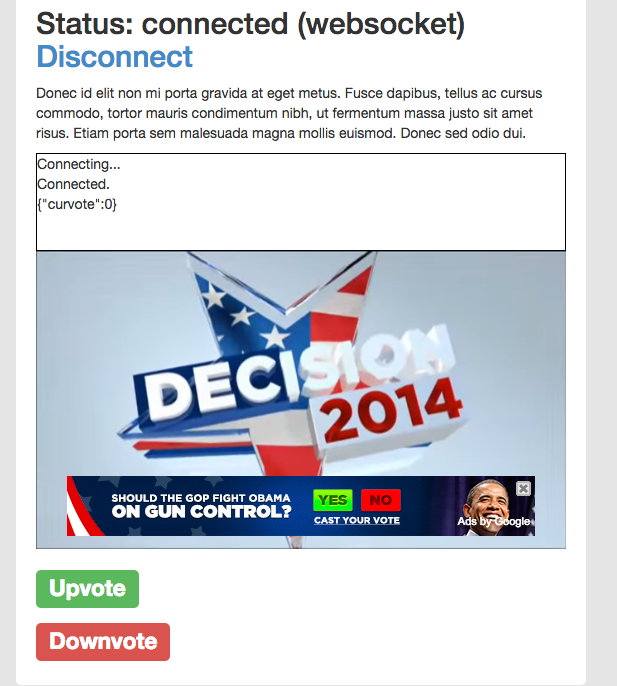 Status: connected (websocket)
Disconnect
Donec id elit non mi porta gravida at eget metus. Fusce dapibus, tellus ac cursus
commodo, tortor mauris condimentum nibh, ut fermentum massa justo sit amet
risus. Etiam porta sem malesuada magna mollis euismod. Donec sed odio dui.
Connecting...
Connected.
{"curvote":0}
DECISION
2014
SHOULD THE GOP FIGHT OBAMA
ON GUN CONTROL?
YES NO
CAST YOUR VOTE
Ads by Google
Upvote
Downvote